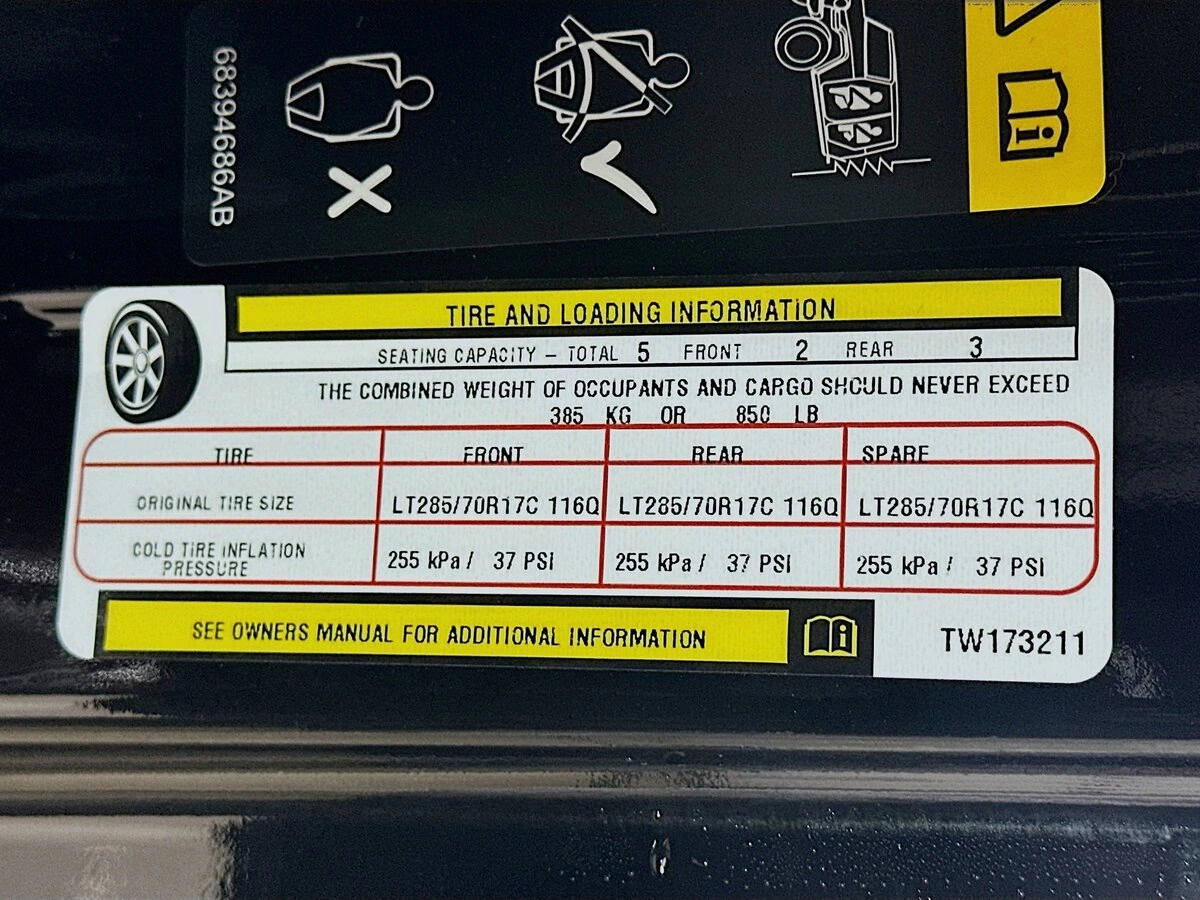 68394686AB
TIRE AND LOADING INFORMATION
SEATING CAPACITY – TOTAL 5 FRONT 2 REAR 3
THE COMBINED WEIGHT OF OCCUPANTS AND CARGO SHOULD NEVER EXCEED
385 KG OR 850 LB
TIRE FRONT REAR SPARE
ORIGINAL TIRE SIZE LT285/70R17C 116Q LT285/70R17C 116Q LT285/70R17C 116Q
COLD TIRE INFLATION
PRESSURE 255 kPa / 37 PSI 255 kPa / 37 PSI 255 kPa / 37 PSI
SEE OWNERS MANUAL FOR ADDITIONAL INFORMATION
TW173211